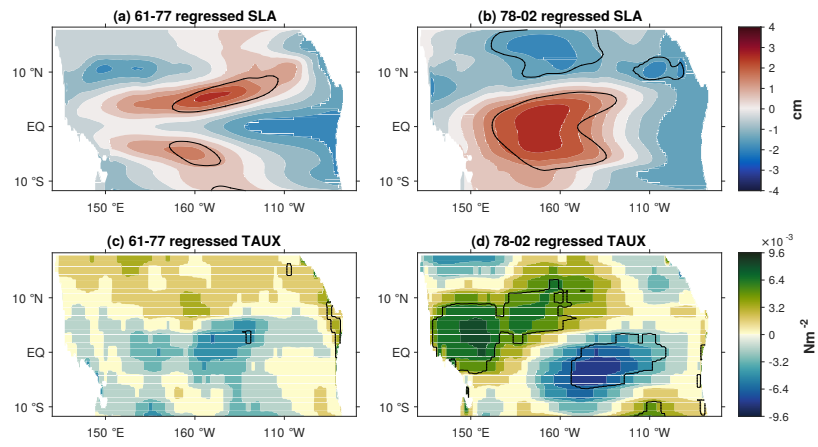 (a) 61-77 regressed SLA
(b) 78-02 regressed SLA
10 °N
EQ
10 °S
150 °E
160 °W
110 °W
10 °N
EQ
10 °S
150 °E
160 °W
110 °W
4
3
2
1
0
-1
-2
-3
-4
cm
(c) 61-77 regressed TAUX
(d) 78-02 regressed TAUX
10 °N
EQ
10 °S
150 °E
160 °W
110 °W
10 °N
EQ
10 °S
150 °E
160 °W
110 °W
×10 -3
9.6
6.4
3.2
0
-3.2
-6.4
-9.6
Nm -2